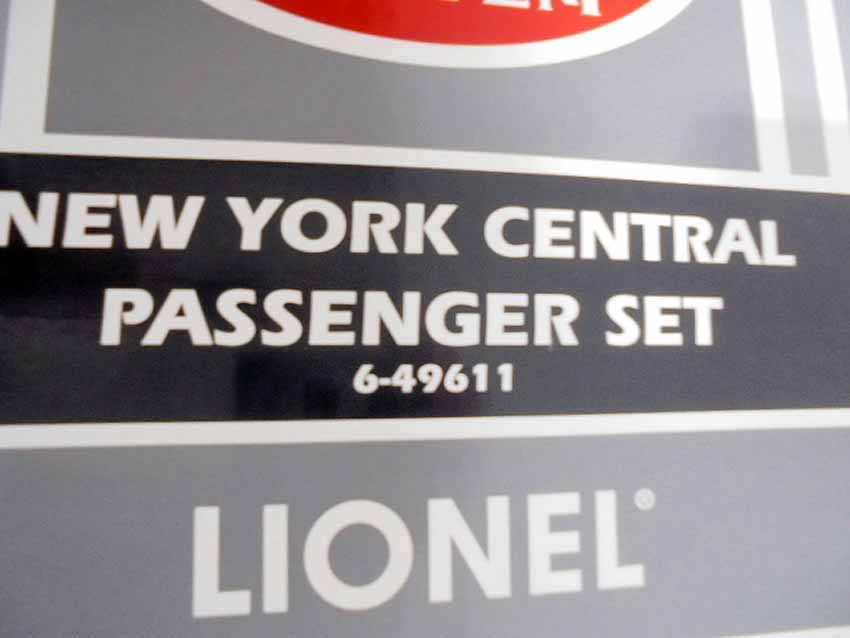 NEW YORK CENTRAL
PASSENGER SET
6-49611
LIONEL®